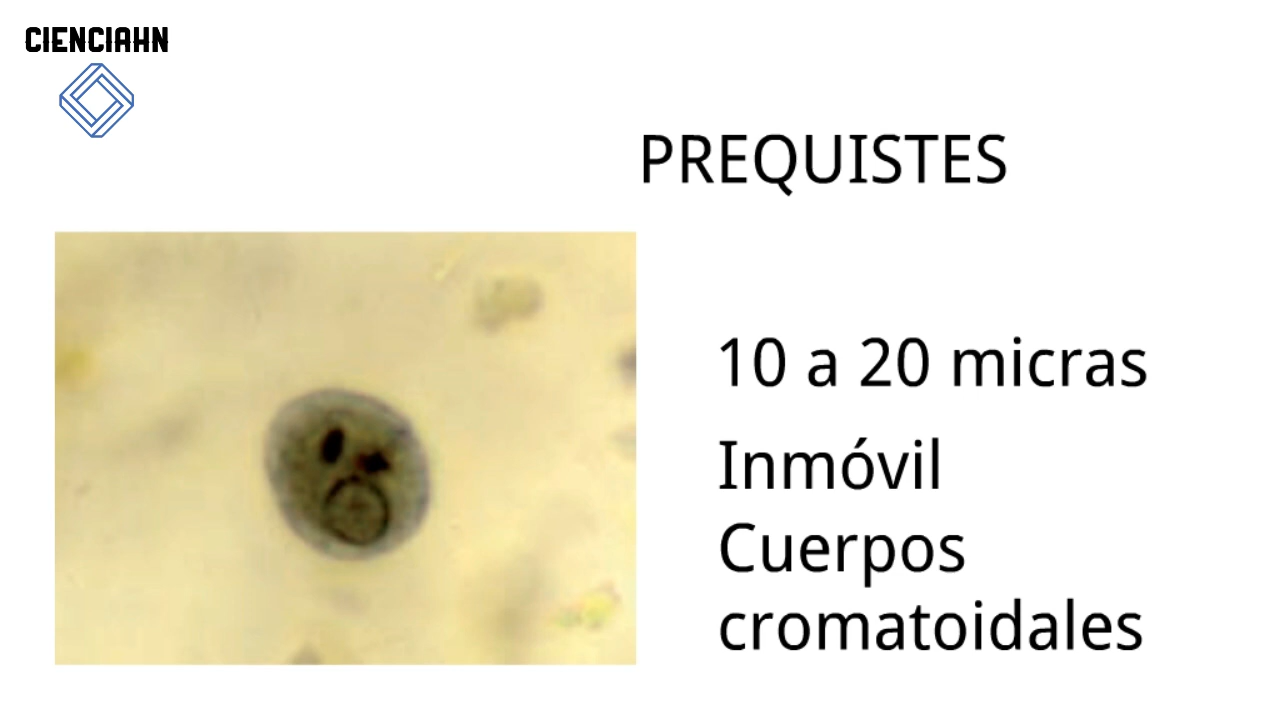 CIENCIAHN
PREQUISTES
10 a 20 micras
Inmóvil
Cuerpos
cromatoidales